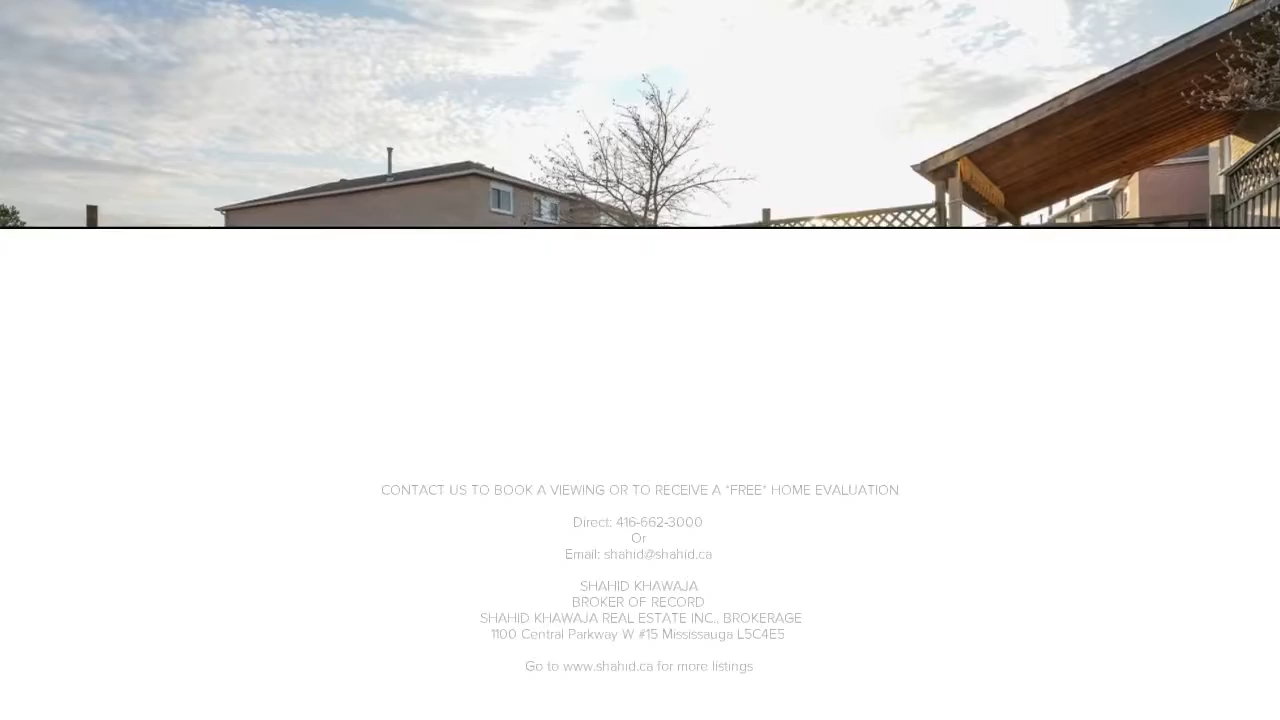 CONTACT US TO BOOK A VIEWING OR TO RECEIVE A "FREE" HOME EVALUATION
Direct: 416-662-3000
Or
Email: shahid@shahid.ca
SHAHID KHAWAJA
BROKER OF RECORD
SHAHID KHAWAJA REAL ESTATE INC., BROKERAGE
1100 Central Parkway W #15 Mississauga L5C4E5
Go to www.shahid.ca for more listings